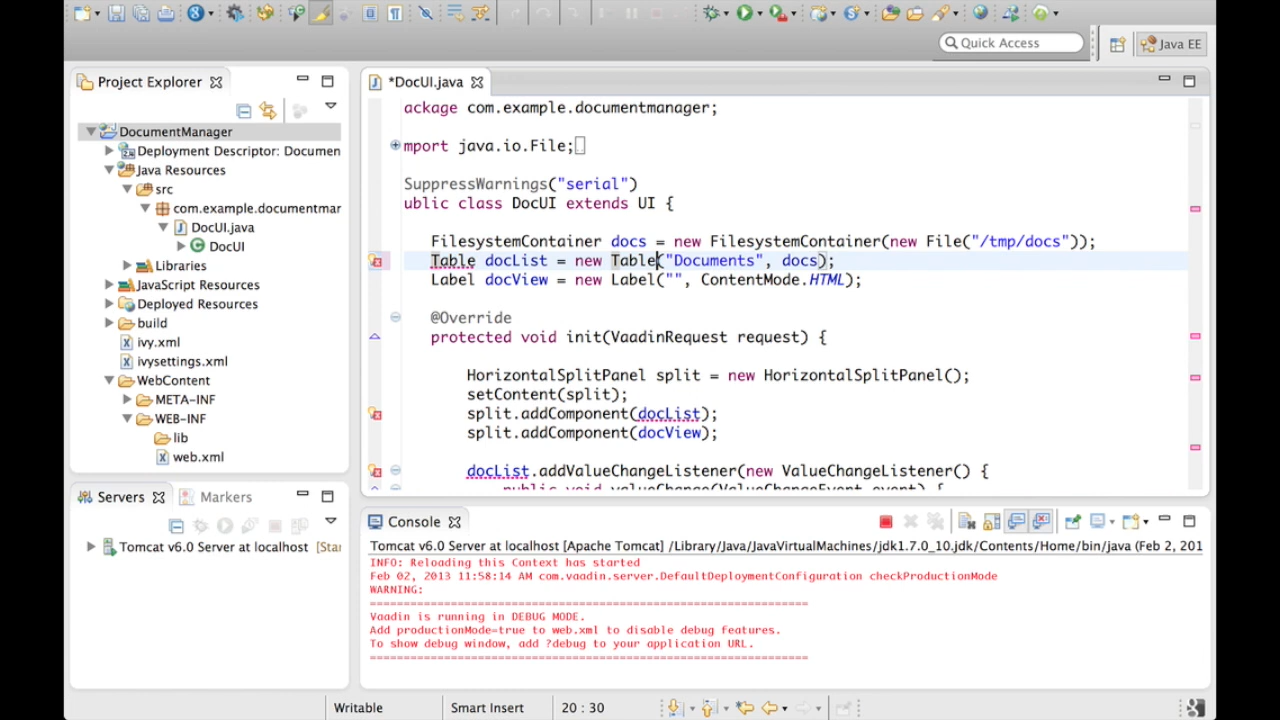 Quick Access
Java EE
Project Explorer
DocumentManager
Deployment Descriptor: Documen
Java Resources
src
com.example.documentmar
DocUI.java
DocUI
Libraries
JavaScript Resources
Deployed Resources
build
ivy.xml
ivysettings.xml
WebContent
META-INF
WEB-INF
lib
web.xml
*DocUI.java
ackage com.example.documentmanager;
mport java.io.File;
SuppressWarnings("serial")
ublic class DocUI extends UI {
FilesystemContainer docs = new FilesystemContainer(new File("/tmp/docs"));
Table docList = new Table("Documents", docs);
Label docView = new Label("", ContentMode.HTML);
@Override
protected void init(VaadinRequest request) {
HorizontalSplitPanel split = new HorizontalSplitPanel();
setContent(split);
split.addComponent(docList);
split.addComponent(docView);
docList.addValueChangeListener(new ValueChangeListener() {
public void valueChange(ValueChangeEvent event) {
Servers
Markers
Tomcat v6.0 Server at localhost [Star
Console
Tomcat v6.0 Server at localhost [Apache Tomcat] /Library/Java/JavaVirtualMachines/jdk1.7.0_10.jdk/Contents/Home/bin/java (Feb 2, 201
INFO: Reloading this Context has started
Feb 02, 2013 11:58:14 AM com.vaadin.server.DefaultDeploymentConfiguration checkProductionMode
WARNING:
=================================================================
Vaadin is running in DEBUG MODE.
Add productionMode=true to web.xml to disable debug features.
To show debug window, add ?debug to your application URL.
=================================================================
Writable
Smart Insert
20 : 30